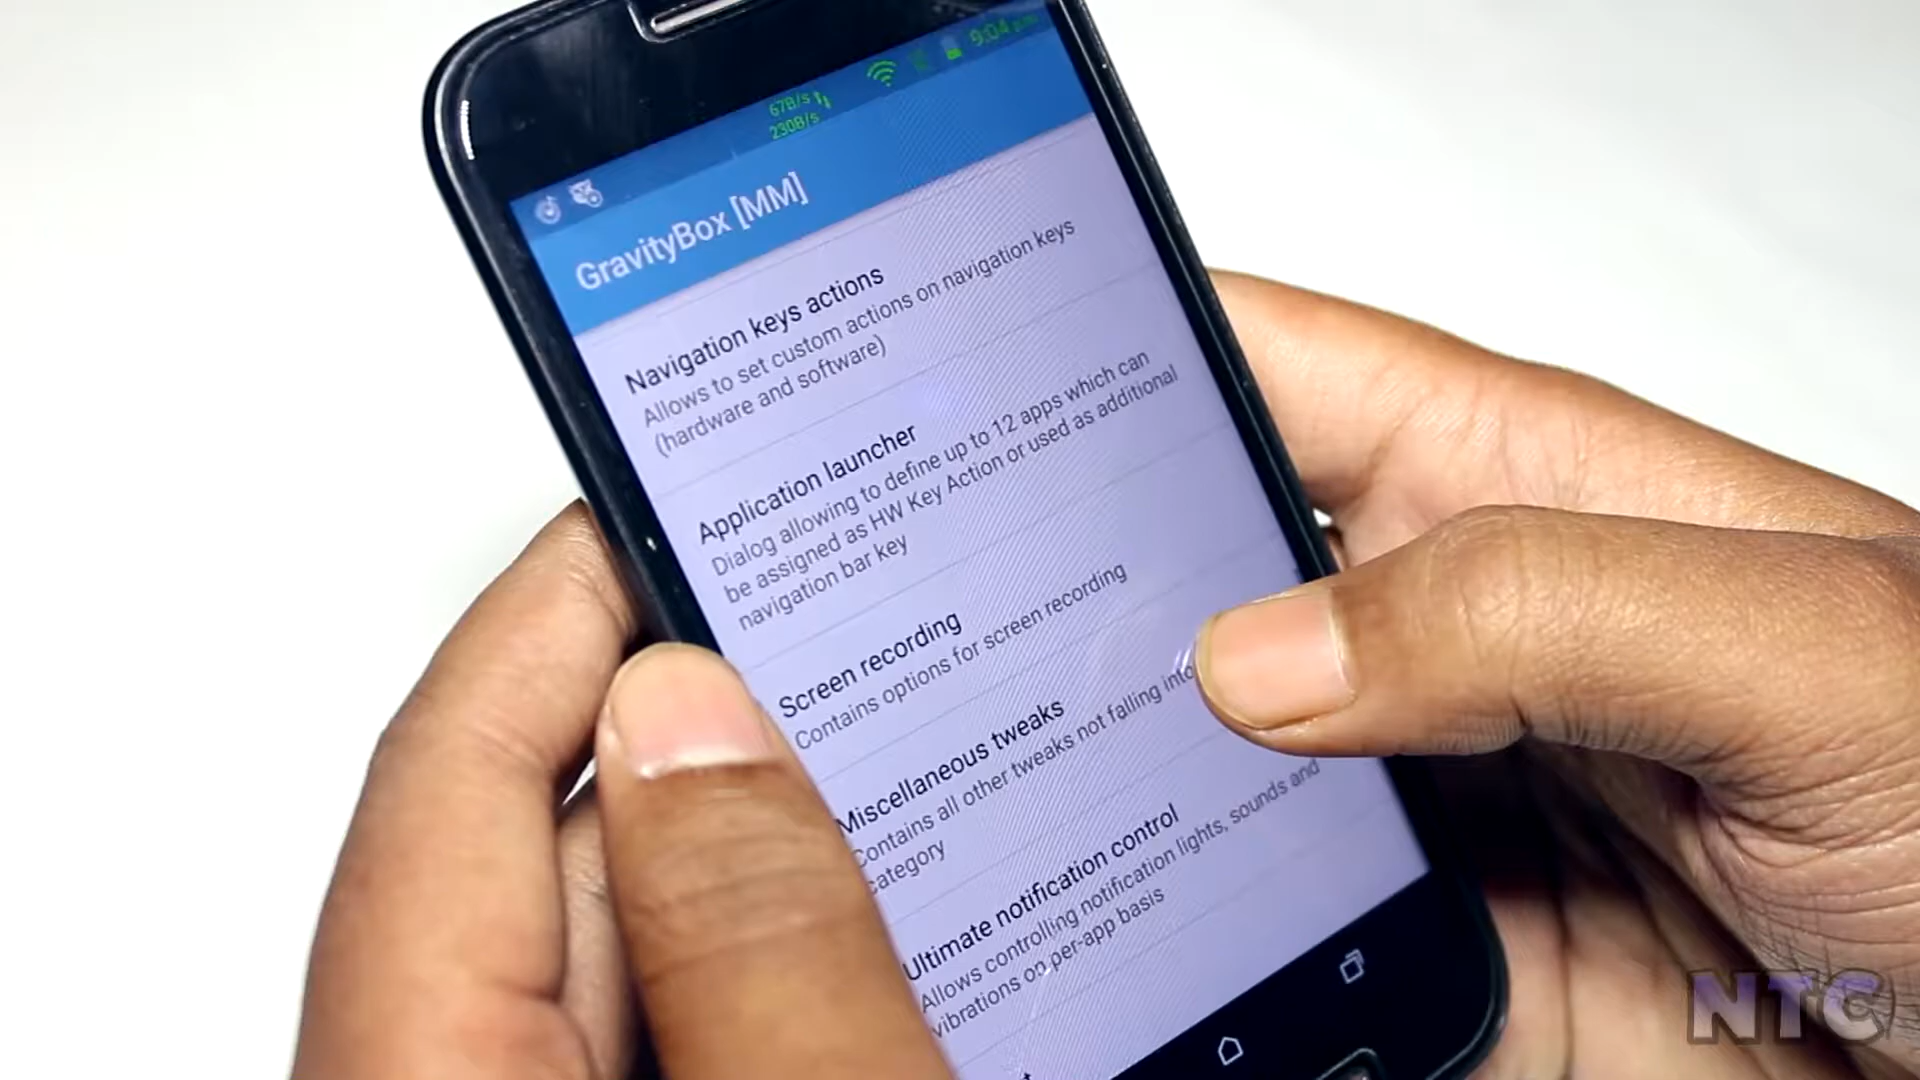 9:04 pm
67B/s
230B/s
GravityBox [MM]
Navigation keys actions
Allows to set custom actions on navigation keys
(hardware and software)
Application launcher
Dialog allowing to define up to 12 apps which can
be assigned as HW Key Action or used as additional
navigation bar key
Screen recording
Contains options for screen recording
Miscellaneous tweaks
Contains all other tweaks not falling into
category
Ultimate notification control
Allows controlling notification lights, sounds and
vibrations on per-app basis
NTC